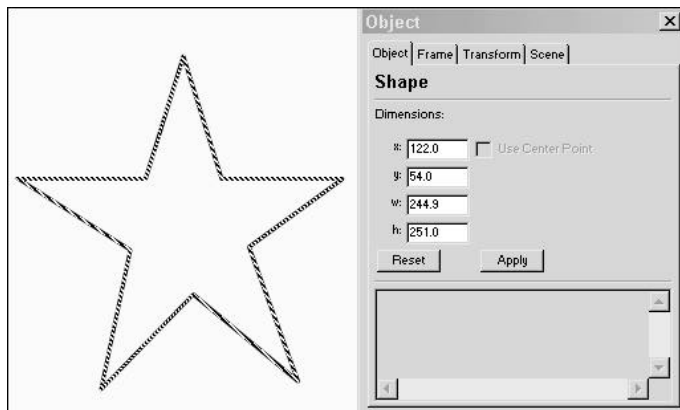 Object
Object Frame Transform Scene
Shape
Dimensions:
x: 122.0 Use Center Point
y: 54.0
w: 244.9
h: 251.0
Reset Apply